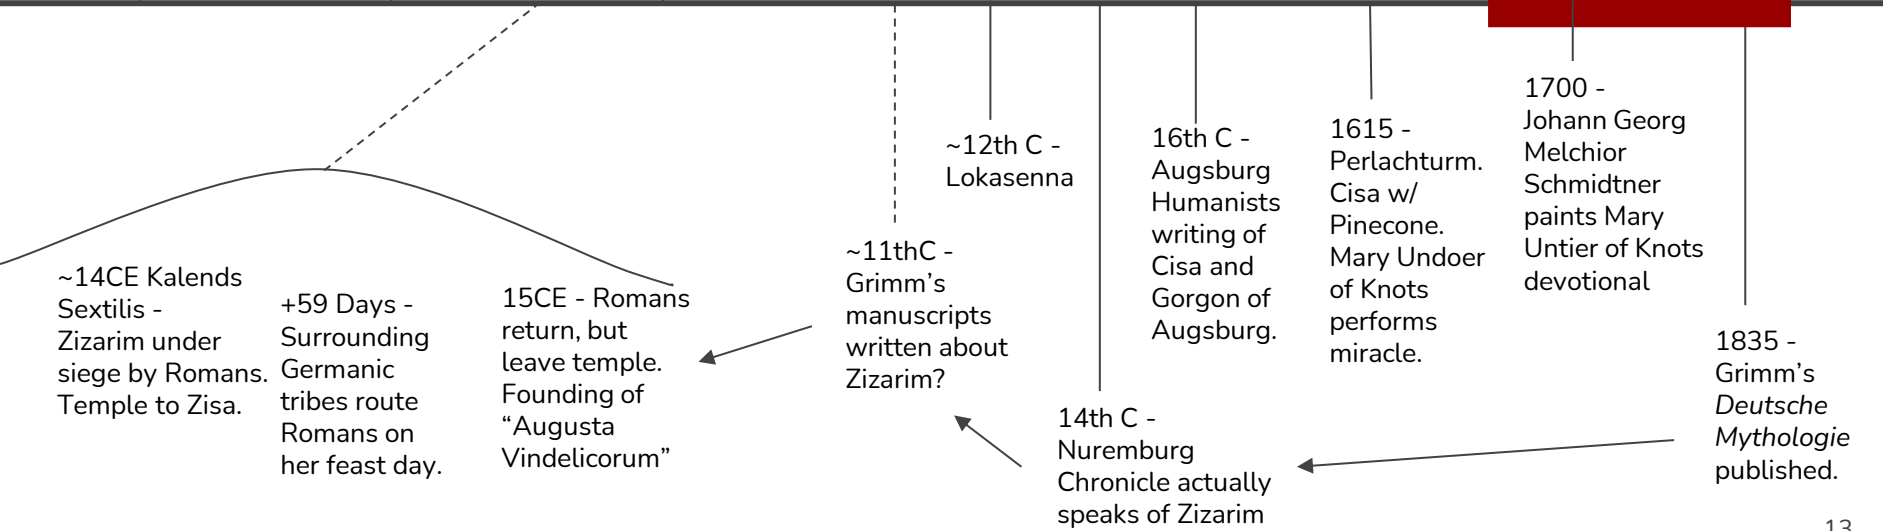 ~14CE Kalends
Sextilis -
Zizarim under
siege by Romans.
Temple to Zisa.
+59 Days -
Surrounding
Germanic
tribes route
Romans on
her feast day.
15CE - Romans
return, but
leave temple.
Founding of
“Augusta
Vindelicorum”
~11thC -
Grimm’s
manuscripts
written about
Zizarim?
~12th C -
Lokasenna
14th C -
Nuremburg
Chronicle actually
speaks of Zizarim
16th C -
Augsburg
Humanists
writing of
Cisa and
Gorgon of
Augsburg.
1615 -
Perlachturm.
Cisa w/
Pinecone.
Mary Undoer
of Knots
performs
miracle.
1700 -
Johann Georg
Melchior
Schmidtner
paints Mary
Untier of Knots
devotional
1835 -
Grimm’s
Deutsche
Mythologie
published.
13